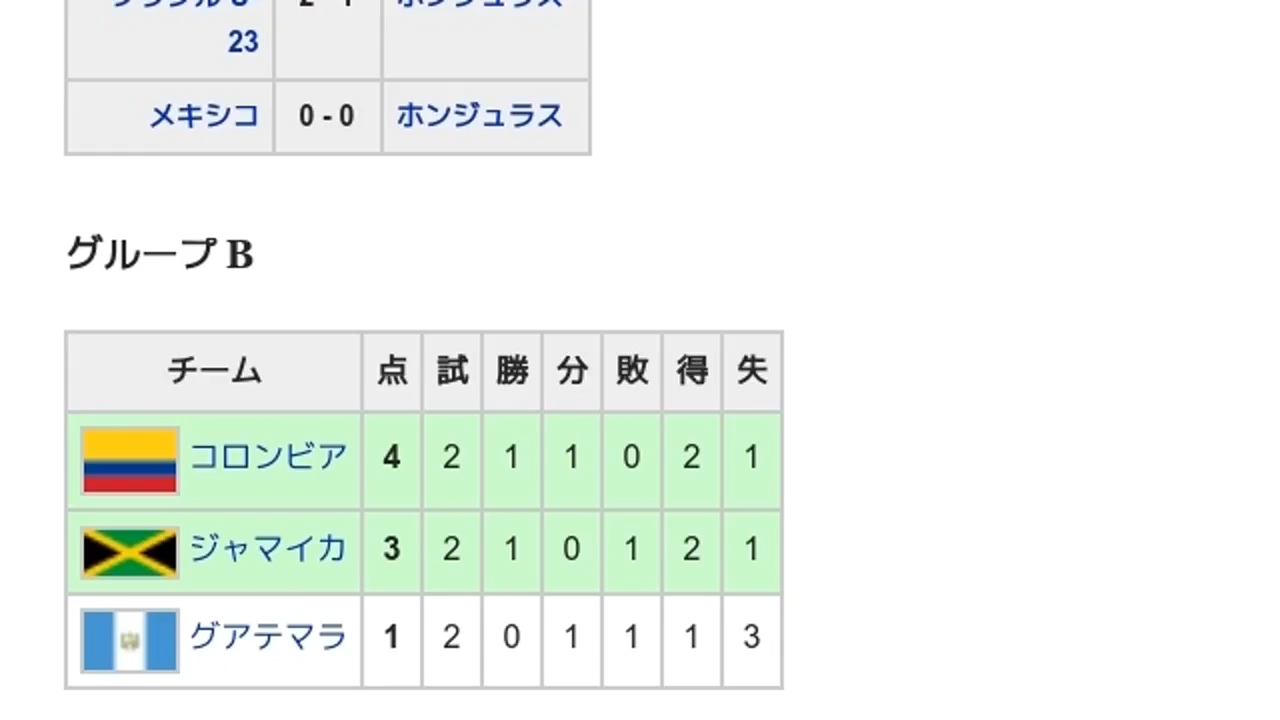 23
メキシコ 0 - 0 ホンジュラス
グループ B
チーム 点 試 勝 分 敗 得 失
コロンビア 4 2 1 1 0 2 1
ジャマイカ 3 2 1 0 1 2 1
グアテマラ 1 2 0 1 1 1 3